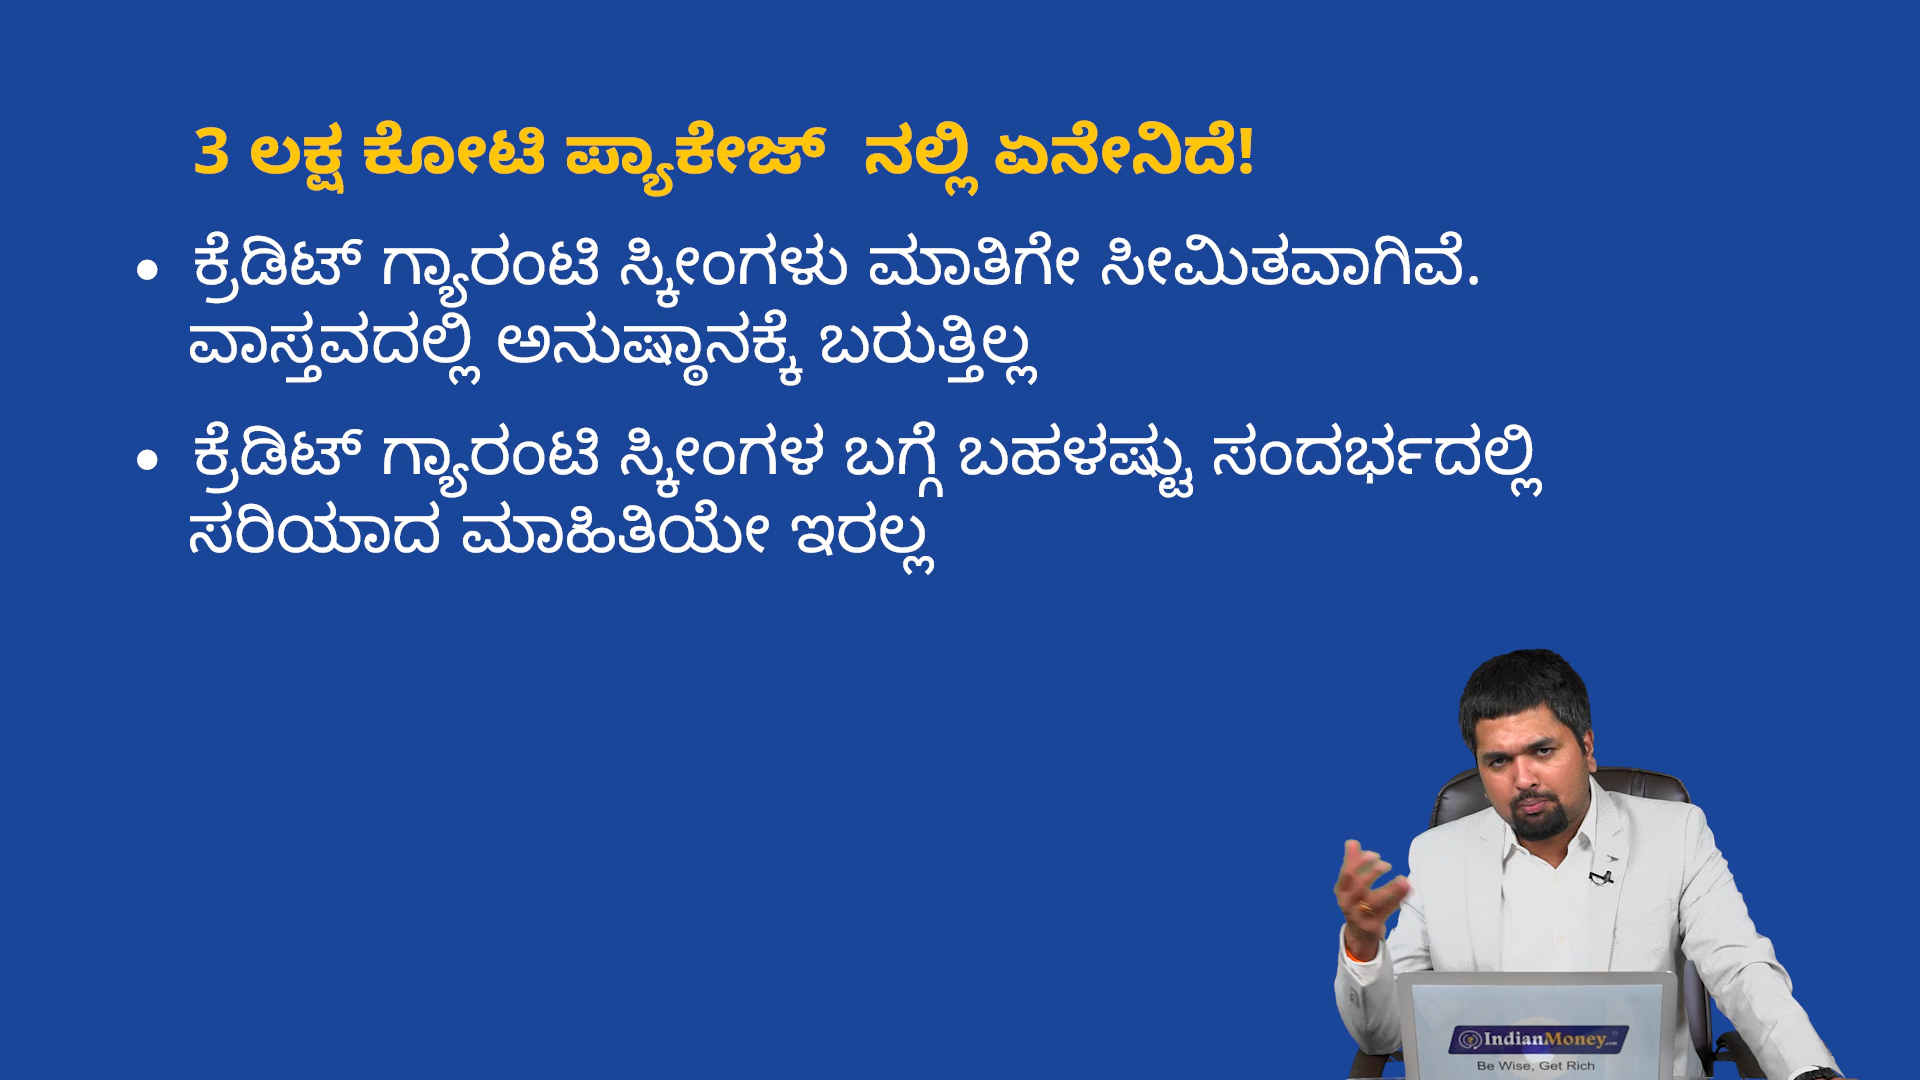 3 ಲಕ್ಷ ಕೋಟಿ ಪ್ಯಾಕೇಜ್ ನಲ್ಲಿ ಏನೇನಿದೆ!
• ಕ್ರೆಡಿಟ್ ಗ್ಯಾರಂಟಿ ಸ್ಕೀಂಗಳು ಮಾತಿಗೇ ಸೀಮಿತವಾಗಿವೆ.
ವಾಸ್ತವದಲ್ಲಿ ಅನುಷ್ಠಾನಕ್ಕೆ ಬರುತ್ತಿಲ್ಲ
• ಕ್ರೆಡಿಟ್ ಗ್ಯಾರಂಟಿ ಸ್ಕೀಂಗಳ ಬಗ್ಗೆ ಬಹಳಷ್ಟು ಸಂದರ್ಭದಲ್ಲಿ
ಸರಿಯಾದ ಮಾಹಿತಿಯೇ ಇರಲ್ಲ
IndianMoney.com
Be Wise, Get Rich